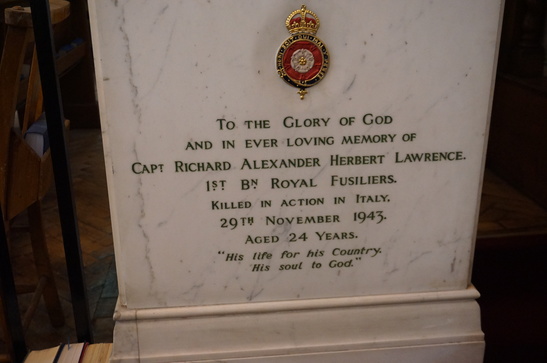 TO THE GLORY OF GOD
AND IN EVER LOVING MEMORY OF
CAPT RICHARD ALEXANDER HERBERT LAWRENCE.
1ST BN ROYAL FUSILIERS.
KILLED IN ACTION IN ITALY,
29TH NOVEMBER 1943.
AGED 24 YEARS.
"His life for his Country.
His soul to God."